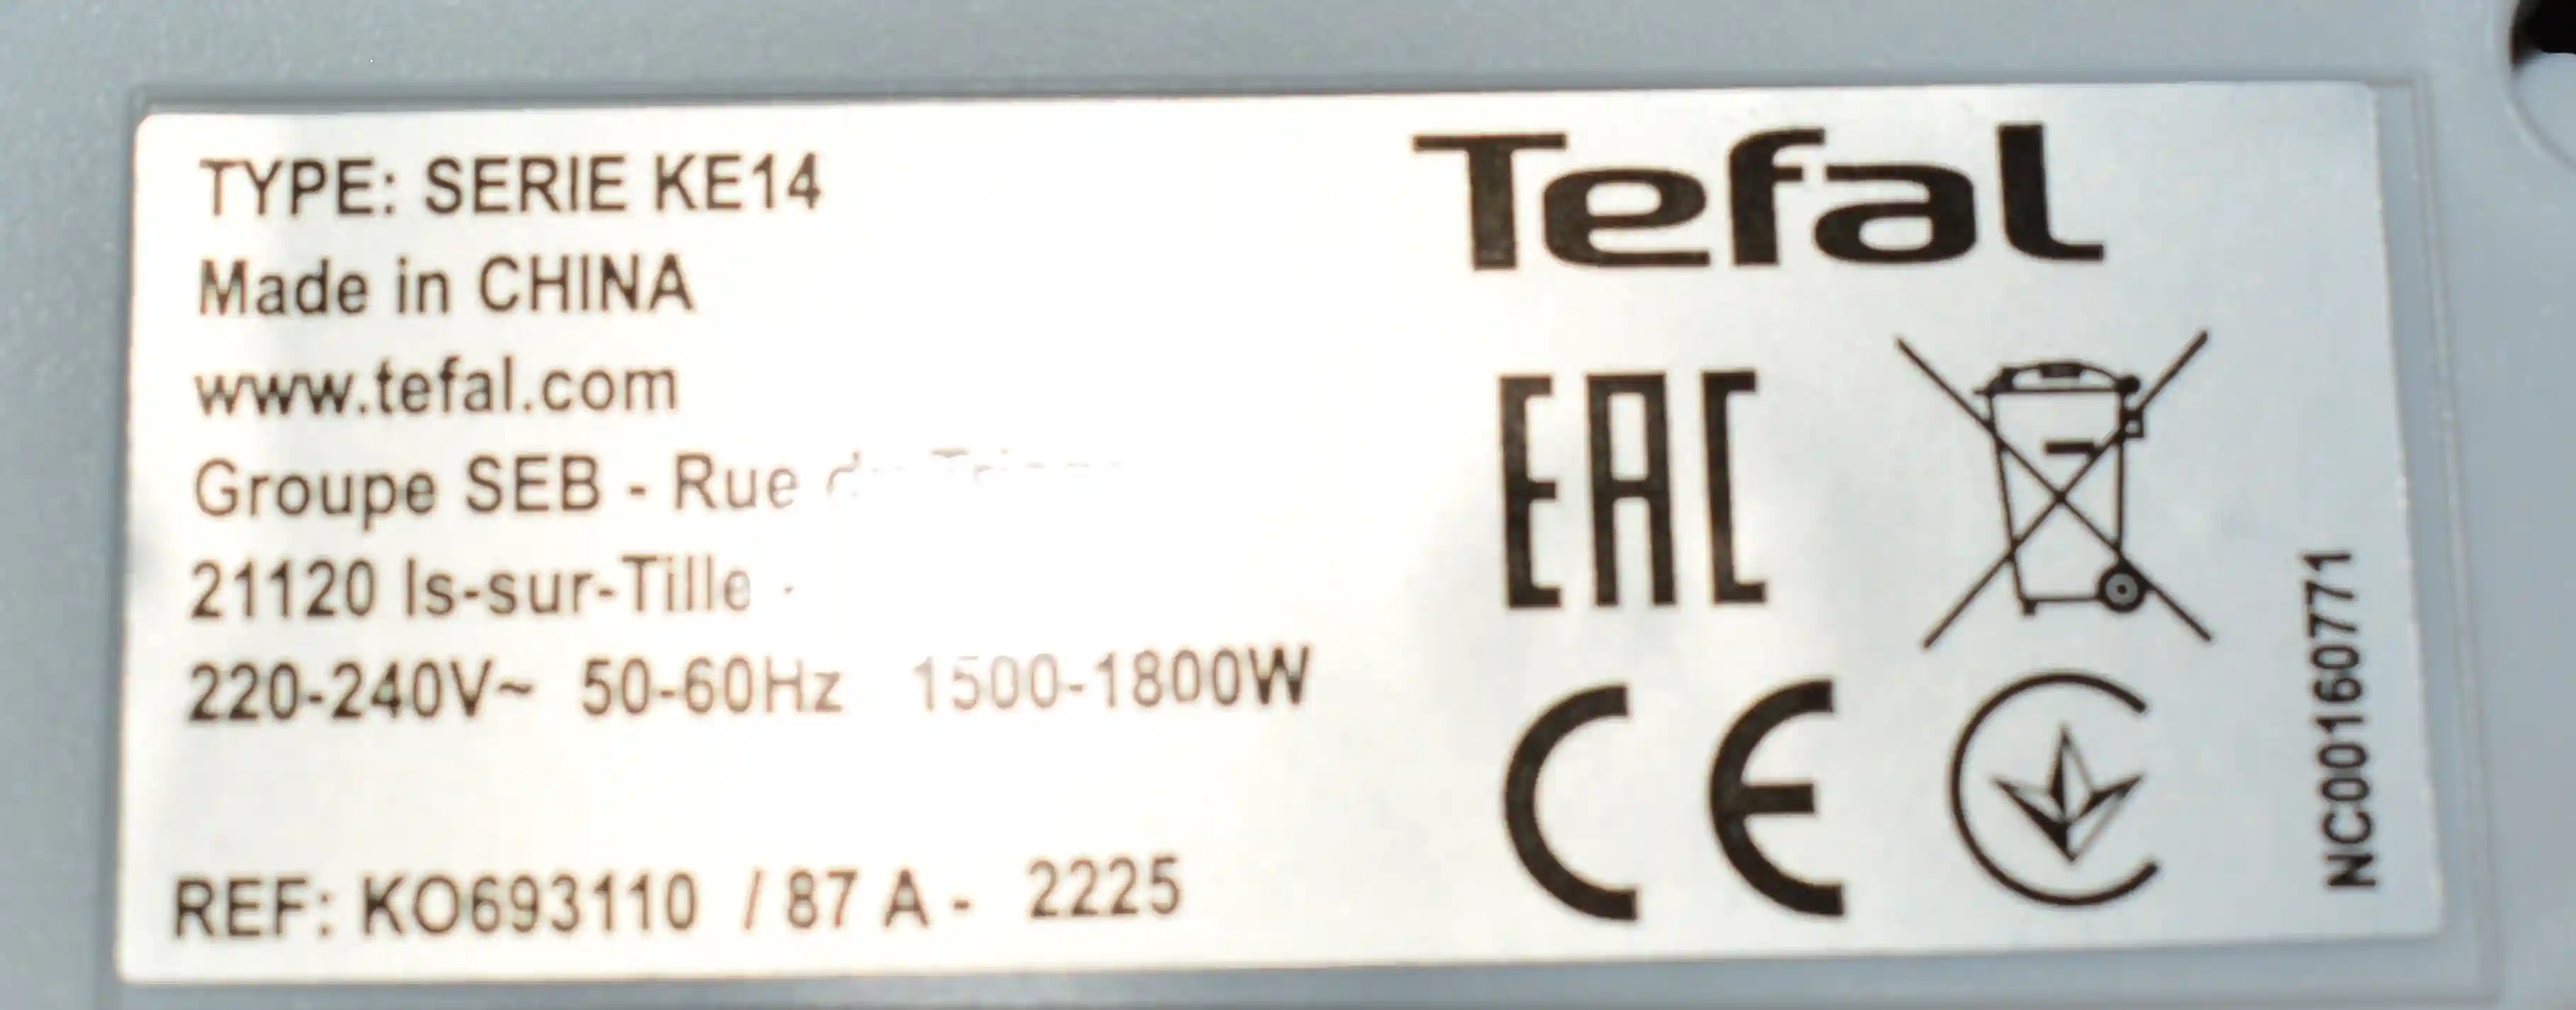 TYPE: SERIE KE14
Made in CHINA
www.tefal.com
Groupe SEB - Rue
21120 Is-sur-Tille -
220-240V~ 50-60Hz 1500-1800W
REF: KO693110 / 87 A - 2225
Tefal
EAC
CE
NC00160771